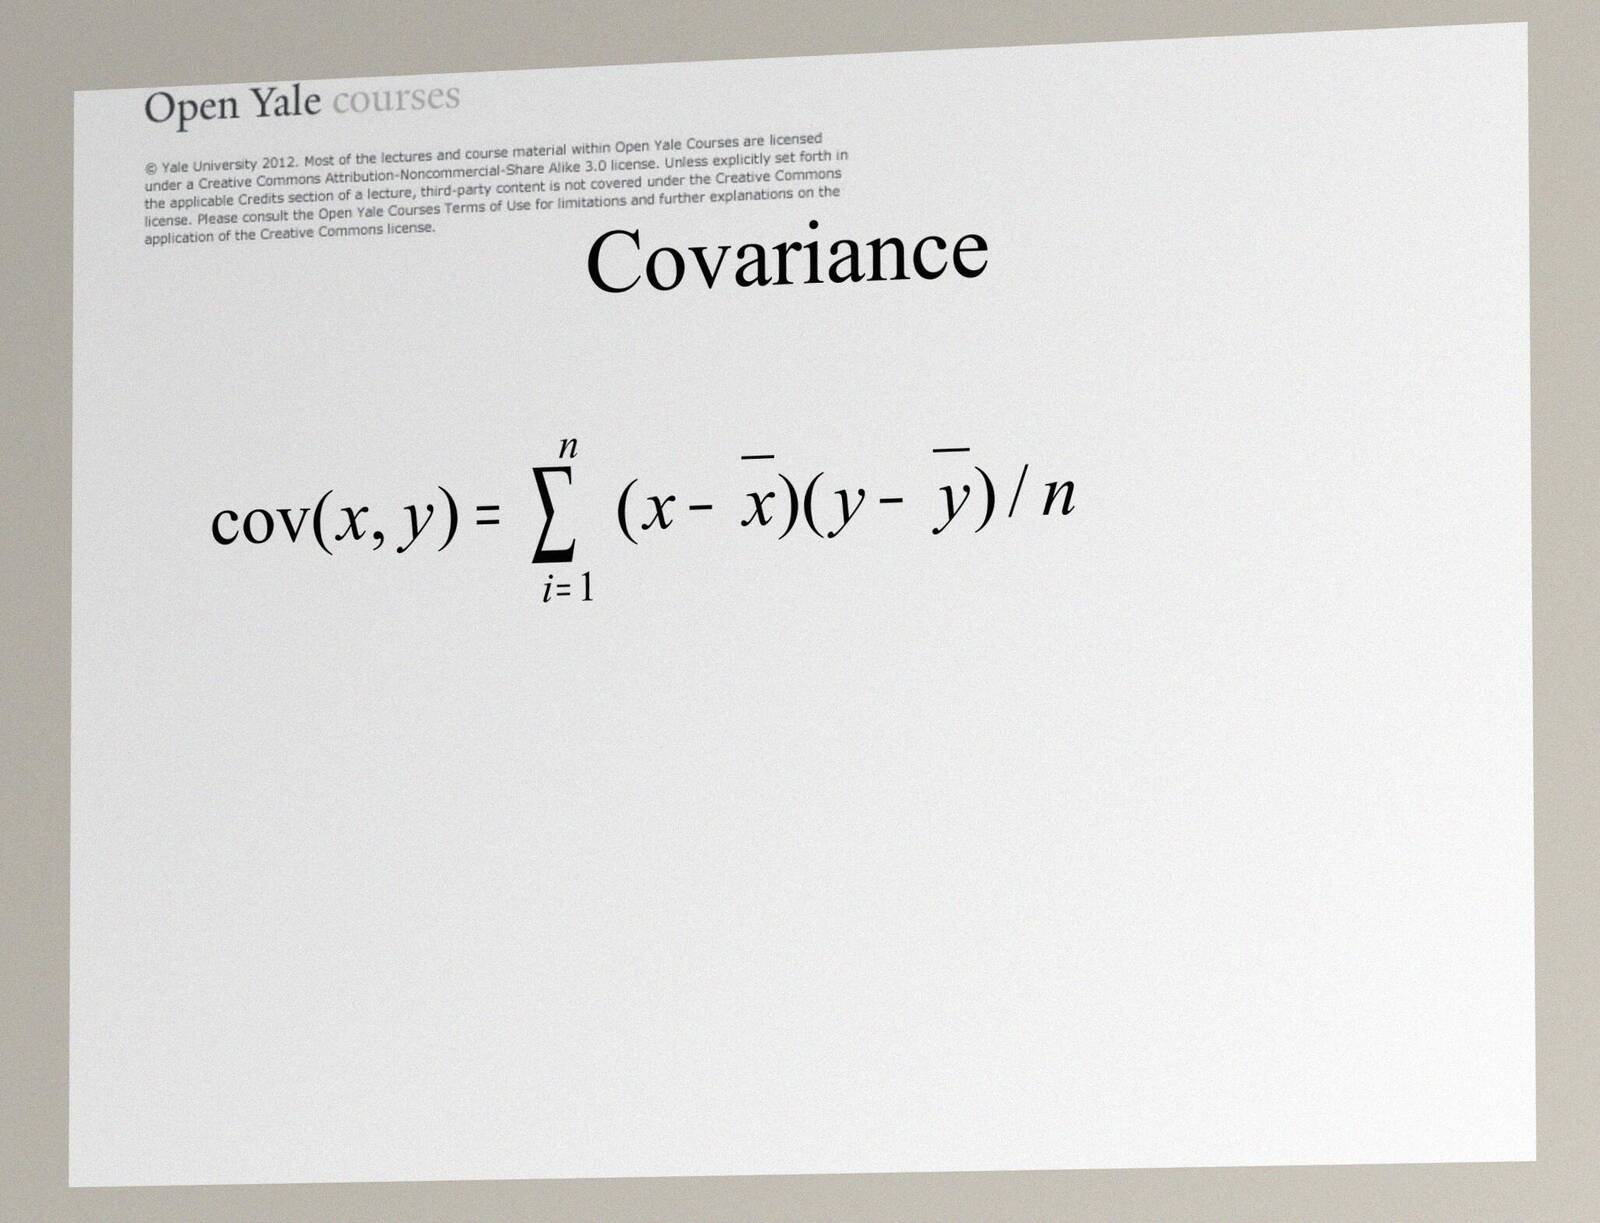 Open Yale courses
© Yale University 2012. Most of the lectures and course material within Open Yale Courses are licensed
under a Creative Commons Attribution-Noncommercial-Share Alike 3.0 license. Unless explicitly set forth in
the applicable Credits section of a lecture, third-party content is not covered under the Creative Commons
license. Please consult the Open Yale Courses Terms of Use for limitations and further explanations on the
application of the Creative Commons license.
Covariance
cov(x, y) = ∑_{i=1}^{n} (x - x̅)(y - y̅) / n